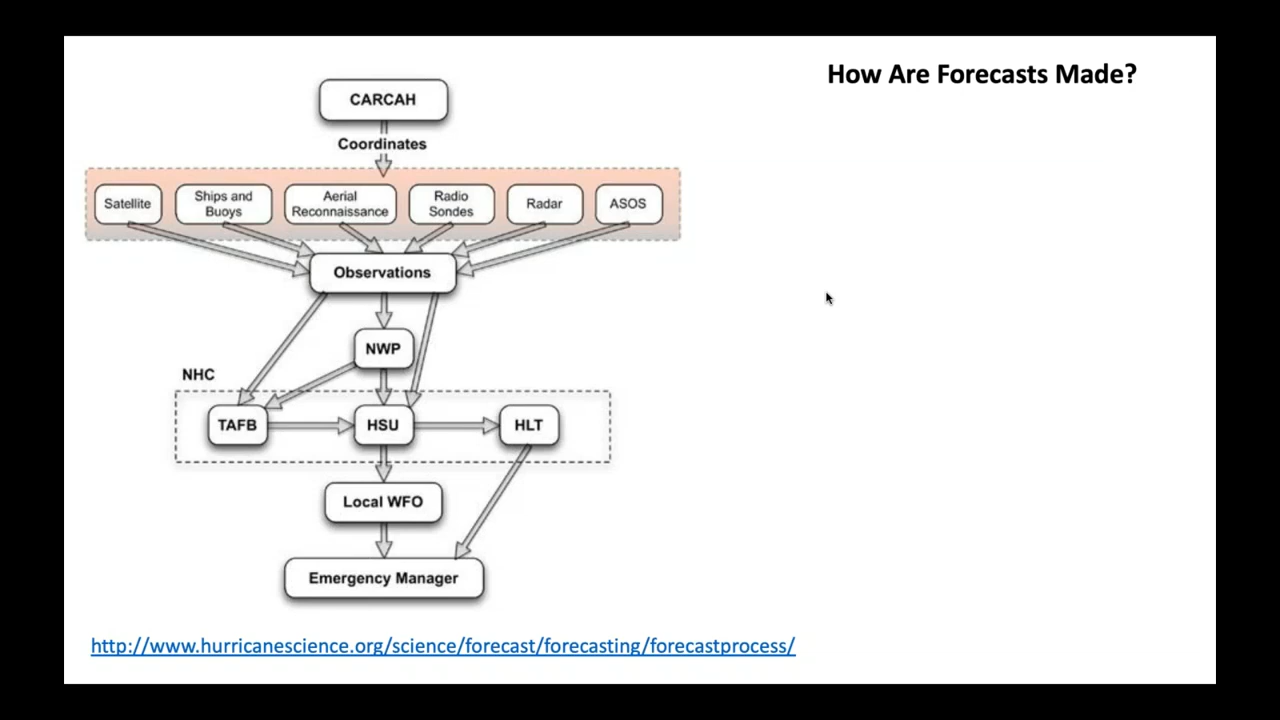 How Are Forecasts Made?
CARCAH
Coordinates
Satellite
Ships and
Buoys
Aerial
Reconnaissance
Radio
Sondes
Radar
ASOS
Observations
NWP
NHC
TAFB
HSU
HLT
Local WFO
Emergency Manager
http://www.hurricanescience.org/science/forecast/forecasting/forecastprocess/